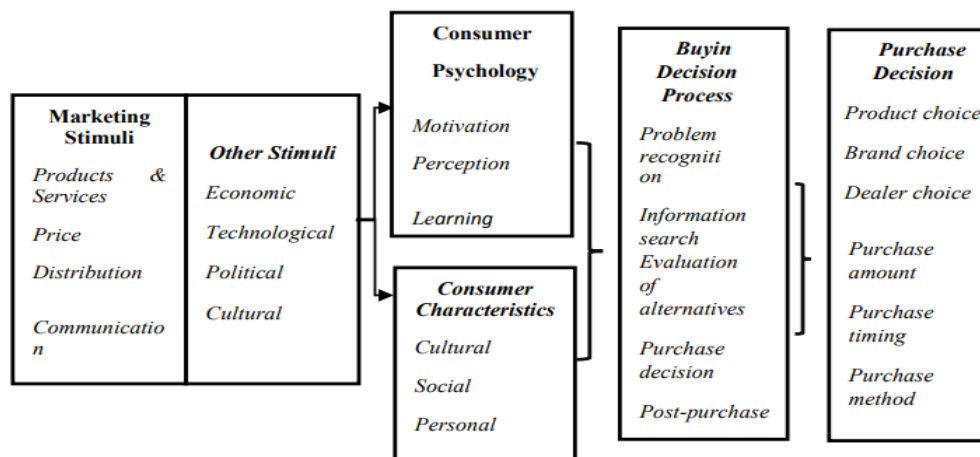 Marketing
Stimuli
Products & 
Services
Price
Distribution
Communicatio
n
Other Stimuli
Economic
Technological
Political
Cultural
Consumer
Psychology
Motivation
Perception
Learning
Consumer
Characteristics
Cultural
Social
Personal
Buyin
Decision
Process
Problem
recogniti
on
Information
search
Evaluation
of
alternatives
Purchase
decision
Post-purchase
Purchase
Decision
Product choice
Brand choice
Dealer choice
Purchase
amount
Purchase
timing
Purchase
method